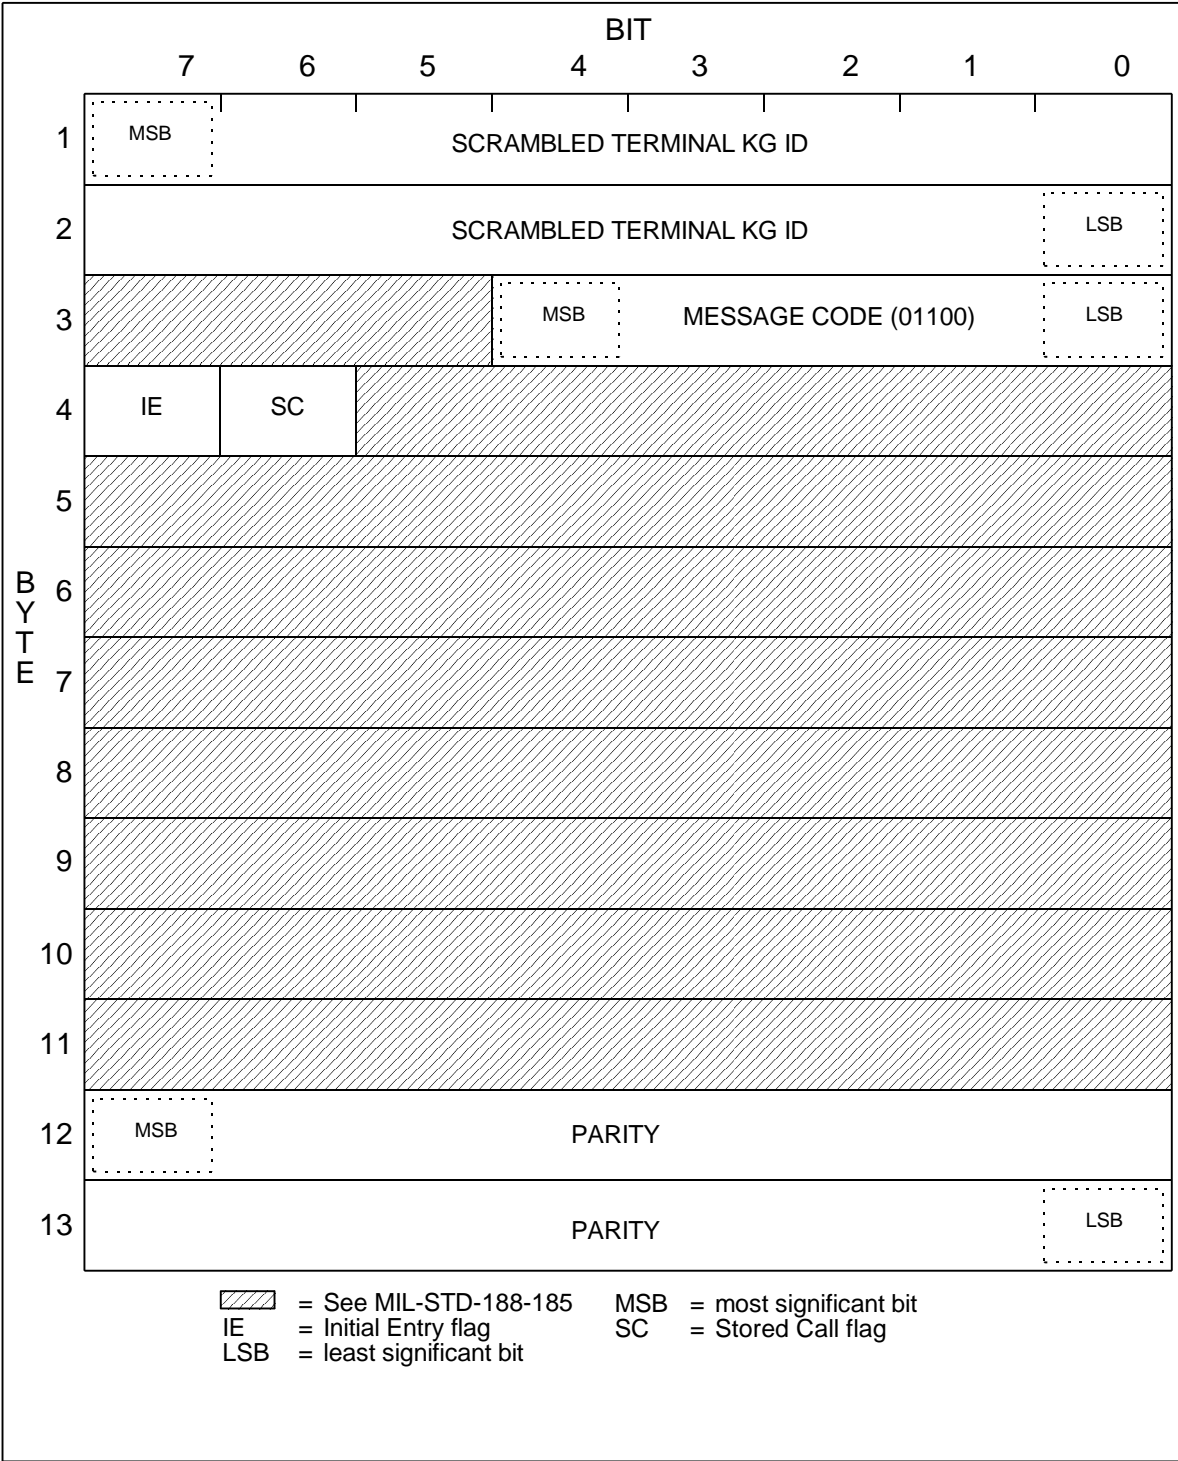 BIT
7 6 5 4 3 2 1 0
1 MSB SCRAMBLED TERMINAL KG ID
2 SCRAMBLED TERMINAL KG ID LSB
3 MSB MESSAGE CODE (01100) LSB
4 IE SC
5
BYTE
6
7
8
9
10
11
12 MSB PARITY
13 PARITY LSB
= See MIL-STD-188-185 MSB = most significant bit
IE = Initial Entry flag SC = Stored Call flag
LSB = least significant bit